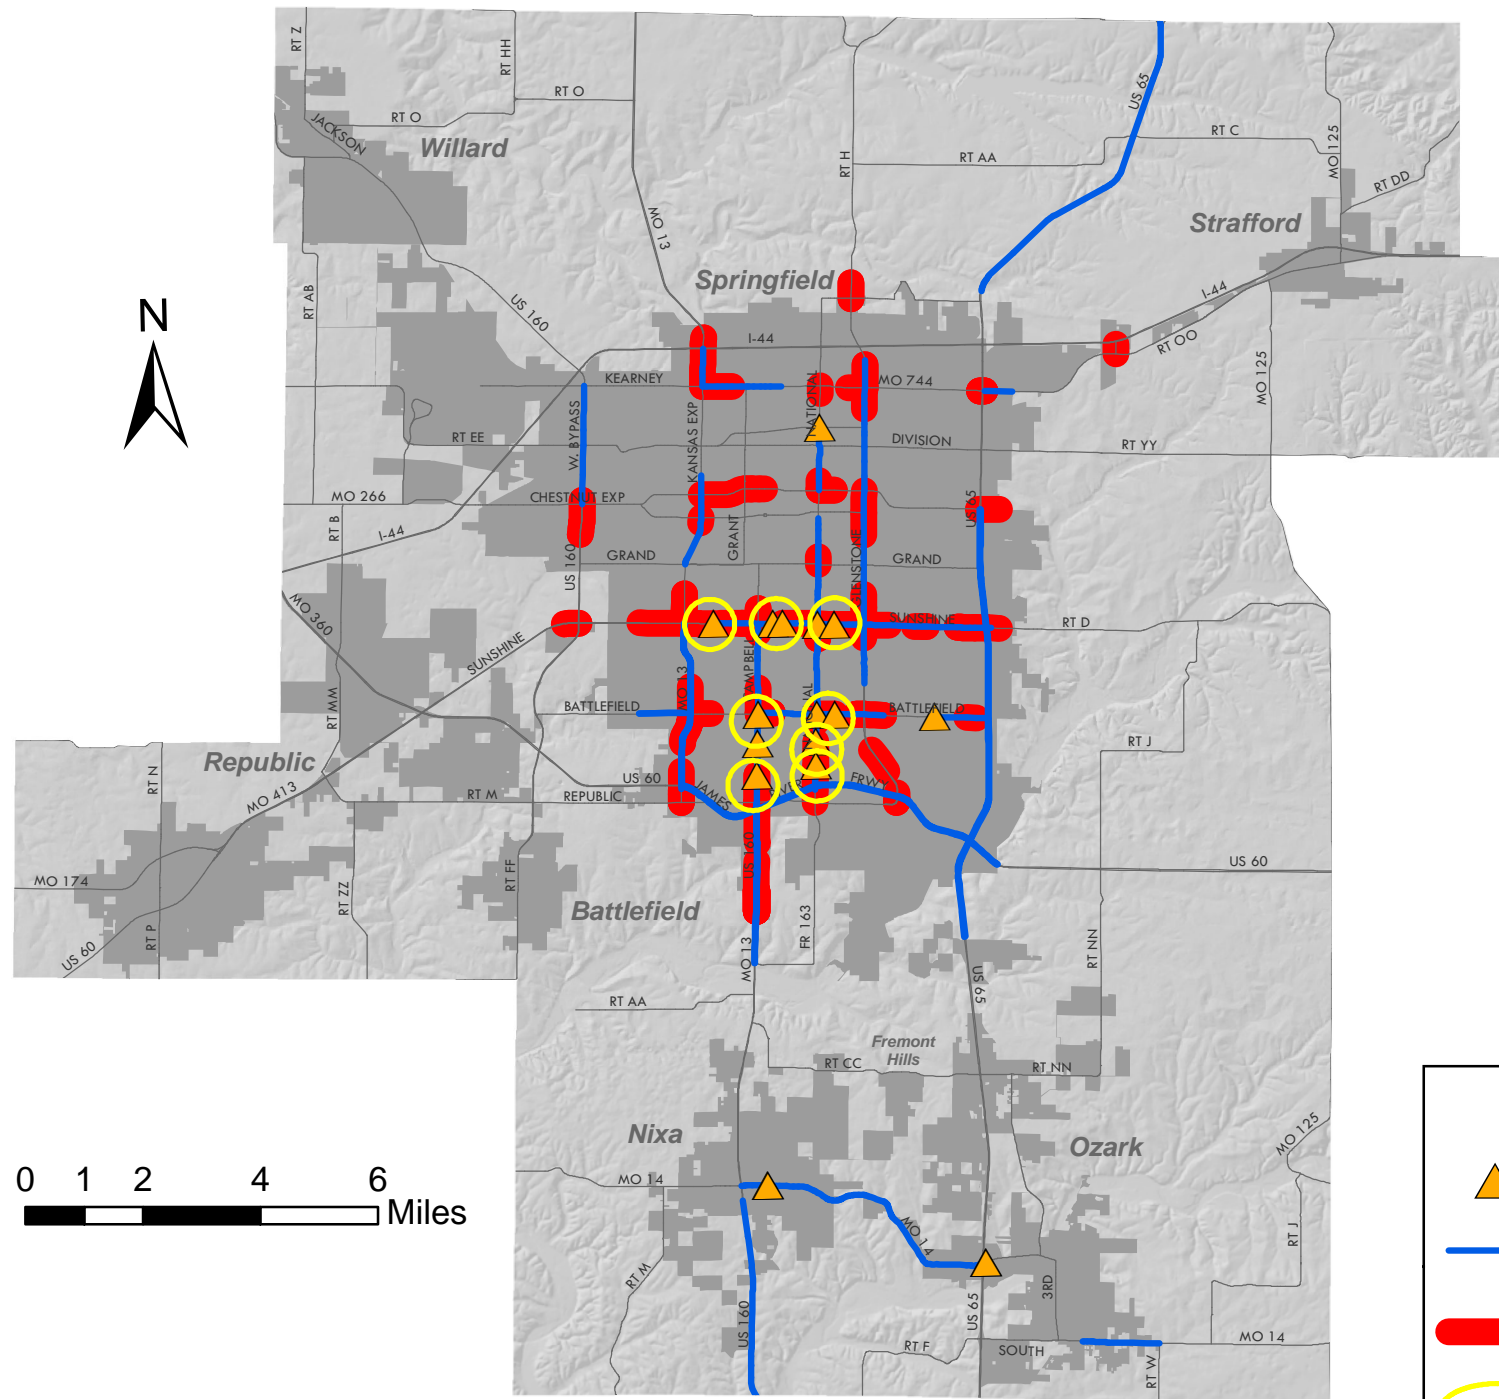 RT Z
RT HH
RT O
RT O
JACKSON
Willard
US 65
RT C
MO 125
RT AA
RT H
RT DD
Strafford
MO 13
Springfield
RT AB
US 160
I-44
I-44
RT OO
N
MO 125
KEARNEY
MO 744
NATIONAL
W. BYPASS
KANSAS EXP
RT EE
DIVISION
RT YY
MO 266
CHESTNUT EXP
US 65
RT B
I-44
GRANT
GLENSTONE
GRAND
GRAND
US 160
MO 360
SUNSHINE
RT D
SUNSHINE
RT MM
MO 13
BATTLEFIELD
BATTLEFIELD
RT J
Republic
RT N
US 60
JAMES
FRWY
MO 413
RT M
REPUBLIC
US 160
US 60
MO 174
RT ZZ
RT FF
Battlefield
RT P
US 60
FR 163
MO 13
RT NN
US 65
RT AA
Fremont
Hills
RT CC
RT NN
Nixa
Ozark
MO 125
0 1 2 4 6
Miles
MO 14
MO 14
RT J
RT M
3RD
US 160
US 65
RT F
SOUTH
MO 14
RT W